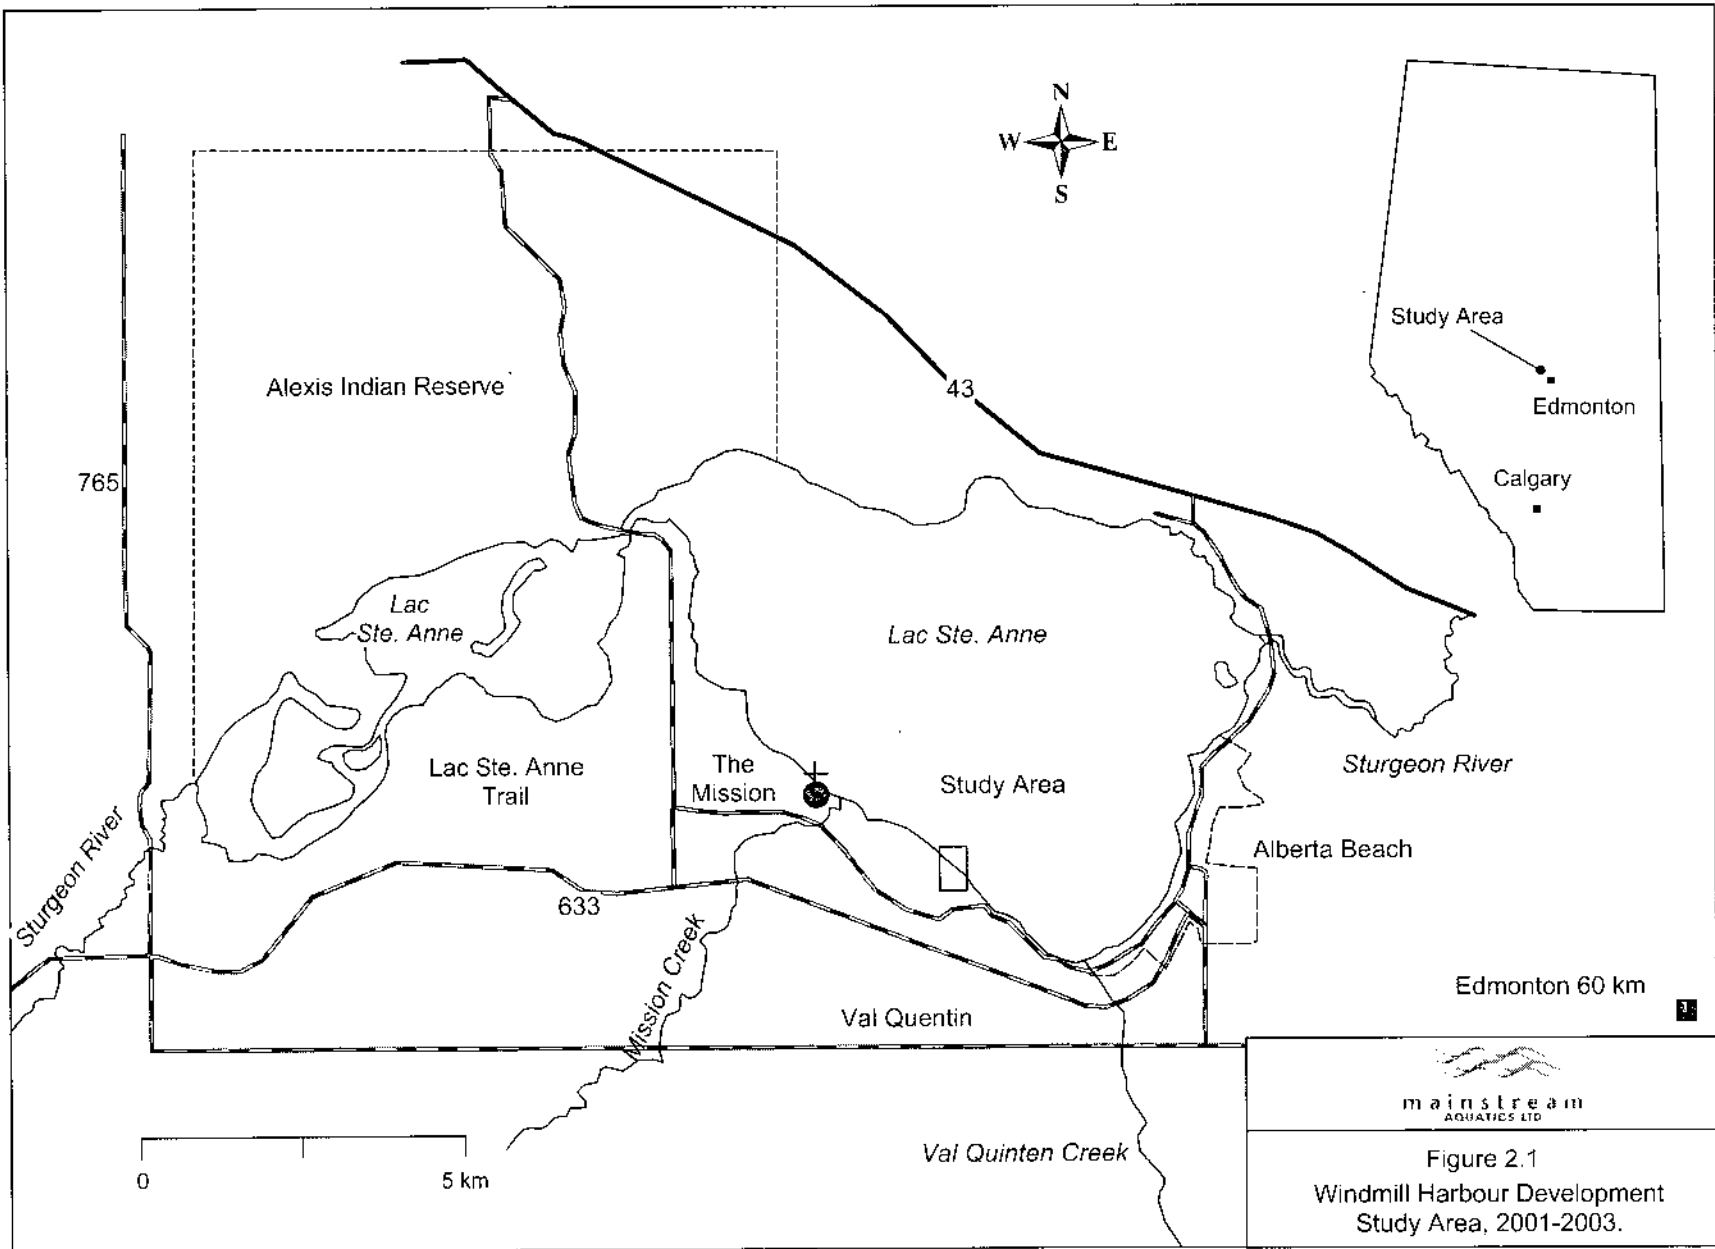 N
W E
S
Study Area
Edmonton
Calgary
Alexis Indian Reserve
43
765
Lac
Ste. Anne
Lac Ste. Anne
Lac Ste. Anne
Trail
The
Mission
Study Area
Sturgeon River
Alberta Beach
Sturgeon River
633
Mission Creek
Val Quentin
Edmonton 60 km
Val Quinten Creek
0 5 km
mainstream
AQUATICS LTD
Figure 2.1
Windmill Harbour Development
Study Area, 2001-2003.